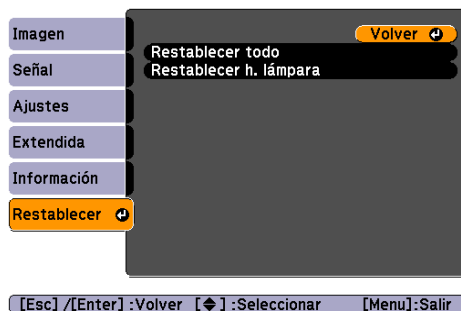 Imagen
Señal
Ajustes
Extendida
Información
Restablecer
Volver
Restablecer todo
Restablecer h. lámpara
[Esc] /[Enter] :Volver [◆] :Seleccionar [Menu]:Salir